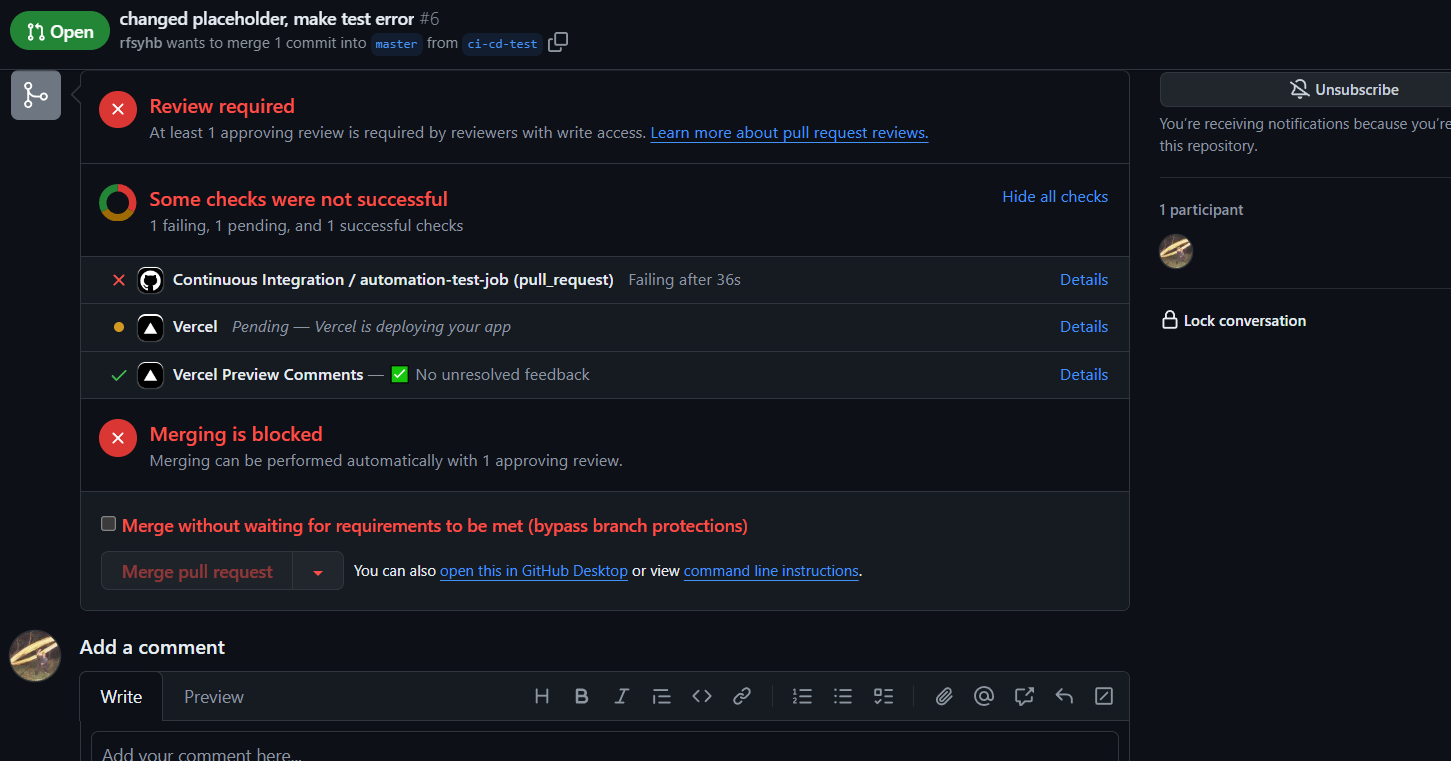 Open
changed placeholder, make test error #6
rfsyhb wants to merge 1 commit into master from ci-cd-test
Review required
At least 1 approving review is required by reviewers with write access. Learn more about pull request reviews.
Some checks were not successful
1 failing, 1 pending, and 1 successful checks
Hide all checks
Continuous Integration / automation-test-job (pull_request) Failing after 36s Details
Vercel Pending — Vercel is deploying your app Details
Vercel Preview Comments — ✅ No unresolved feedback Details
Merging is blocked
Merging can be performed automatically with 1 approving review.
Merge without waiting for requirements to be met (bypass branch protections)
Merge pull request You can also open this in GitHub Desktop or view command line instructions.
Add a comment
Write Preview
Add your comment here...
Unsubscribe
You're receiving notifications because you're
this repository.
1 participant
Lock conversation